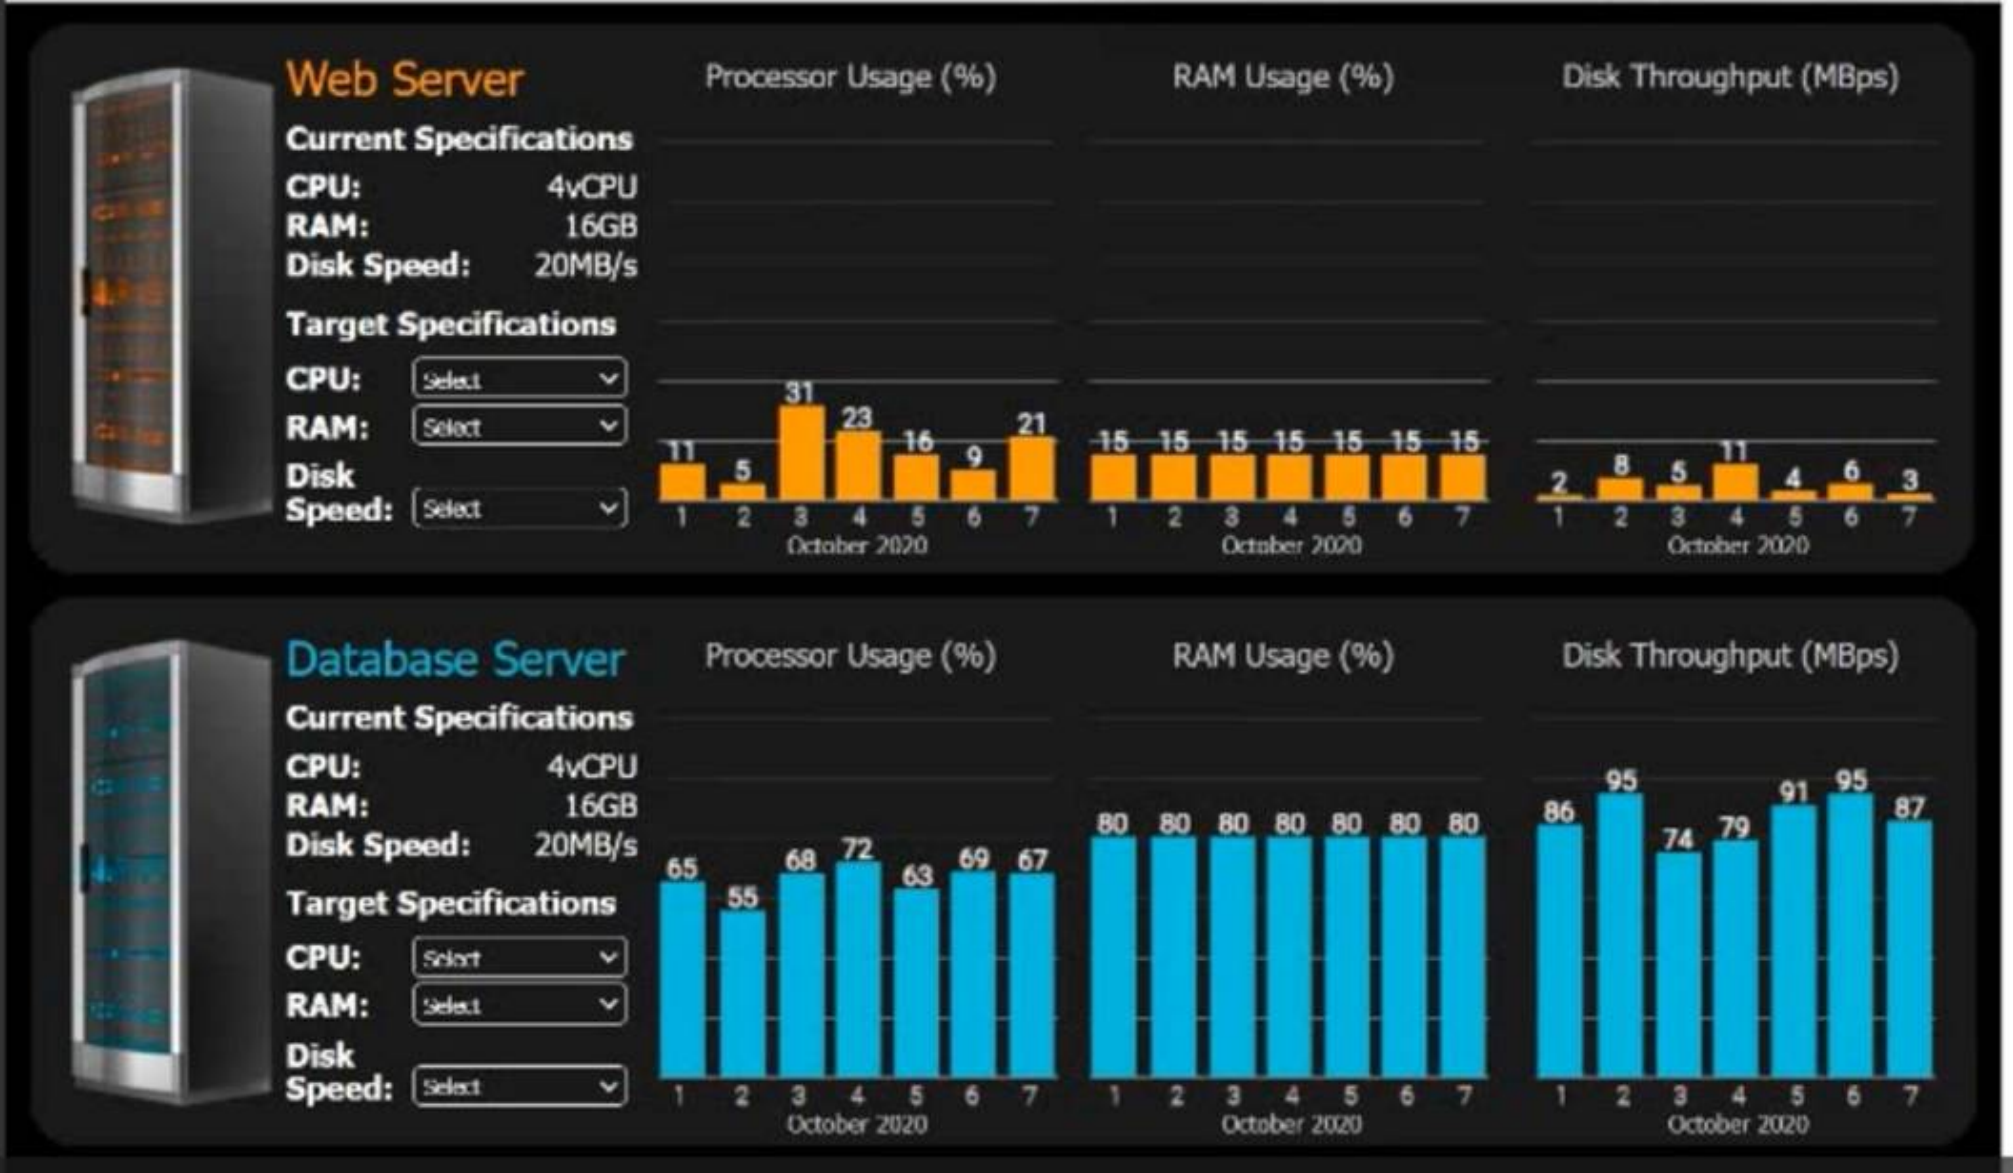 Web Server
Current Specifications
CPU: 4vCPU
RAM: 16GB
Disk Speed: 20MB/s
Target Specifications
CPU: Select
RAM: Select
Disk
Speed: Select
Processor Usage (%)
11 5 31 23 16 9 21
1 2 3 4 5 6 7
October 2020
RAM Usage (%)
15 15 15 15 15 15 15
1 2 3 4 5 6 7
October 2020
Disk Throughput (MBps)
2 8 5 11 4 6 3
1 2 3 4 5 6 7
October 2020
Database Server
Current Specifications
CPU: 4vCPU
RAM: 16GB
Disk Speed: 20MB/s
Target Specifications
CPU: Select
RAM: Select
Disk
Speed: Select
Processor Usage (%)
65 55 68 72 63 69 67
1 2 3 4 5 6 7
October 2020
RAM Usage (%)
80 80 80 80 80 80 80
1 2 3 4 5 6 7
October 2020
Disk Throughput (MBps)
86 95 74 79 91 95 87
1 2 3 4 5 6 7
October 2020